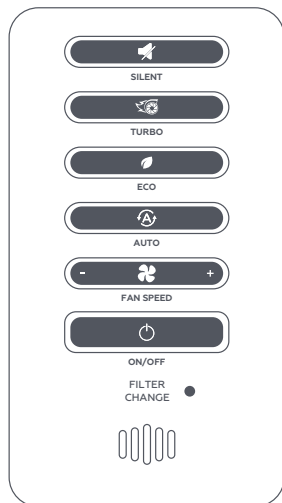 SILENT
TURBO
ECO
A
AUTO
- +
FAN SPEED
ON/OFF
FILTER
CHANGE